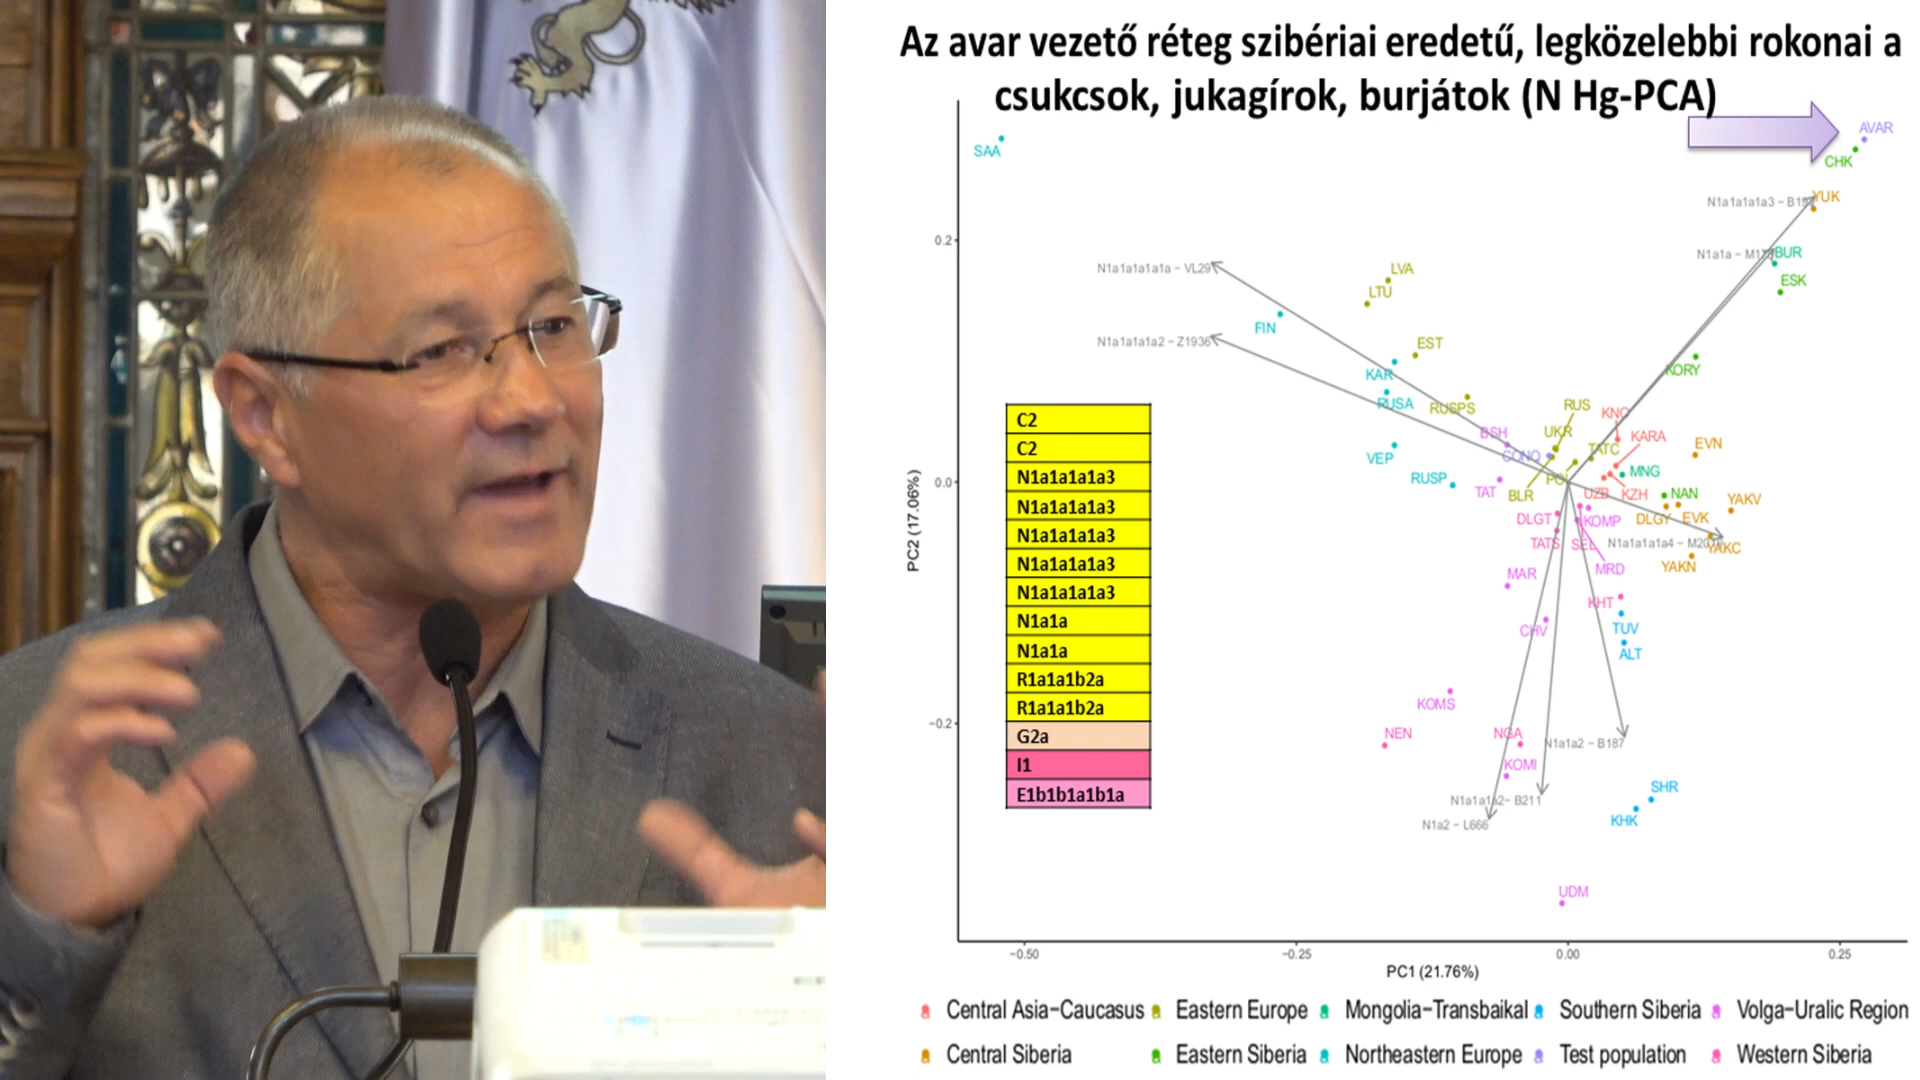 Az avar vezető réteg szibériai eredetű, legközelebbi rokonai a
csukcsok, jukagírok, burjátok (N Hg-PCA)
AVAR
SAA
CHK
YUK
N1a1a1a1a3 – B19
0.2
BUR
N1a1a – M17
N1a1a1a1a1a – VL29
LVA
ESK
LTU
FIN
N1a1a1a1a2 – Z1936
EST
KORY
KAR
RUSA
RUSPS
RUS
KNO
C2
UKR
BSH
KARA
EVN
C2
TATC
CONQ
VEP
MNG
N1a1a1a1a3
RUSP
0.0
TAT
BLR
UZB
KZH
NAN
YAKV
N1a1a1a1a3
DLGT
KOMP
DLGY
EVK
PC2 (17.06%)
N1a1a1a1a3
TATS
SEL
N1a1a1a1a4 – M20
YAKC
N1a1a1a1a3
MRD
YAKN
MAR
N1a1a1a1a3
KHT
N1a1a
CHV
TUV
N1a1a
ALT
R1a1a1b2a
R1a1a1b2a
KOMS
−0.2
G2a
NEN
NGA
N1a1a2 – B187
I1
KOMI
SHR
E1b1b1a1b1a
N1a1a1a2– B211
KHK
N1a2 – L666
UDM
−0.50
−0.25
0.00
0.25
PC1 (21.76%)
Central Asia−Caucasus
Eastern Europe
Mongolia−Transbaikal
Southern Siberia
Volga−Uralic Region
Central Siberia
Eastern Siberia
Northeastern Europe
Test population
Western Siberia